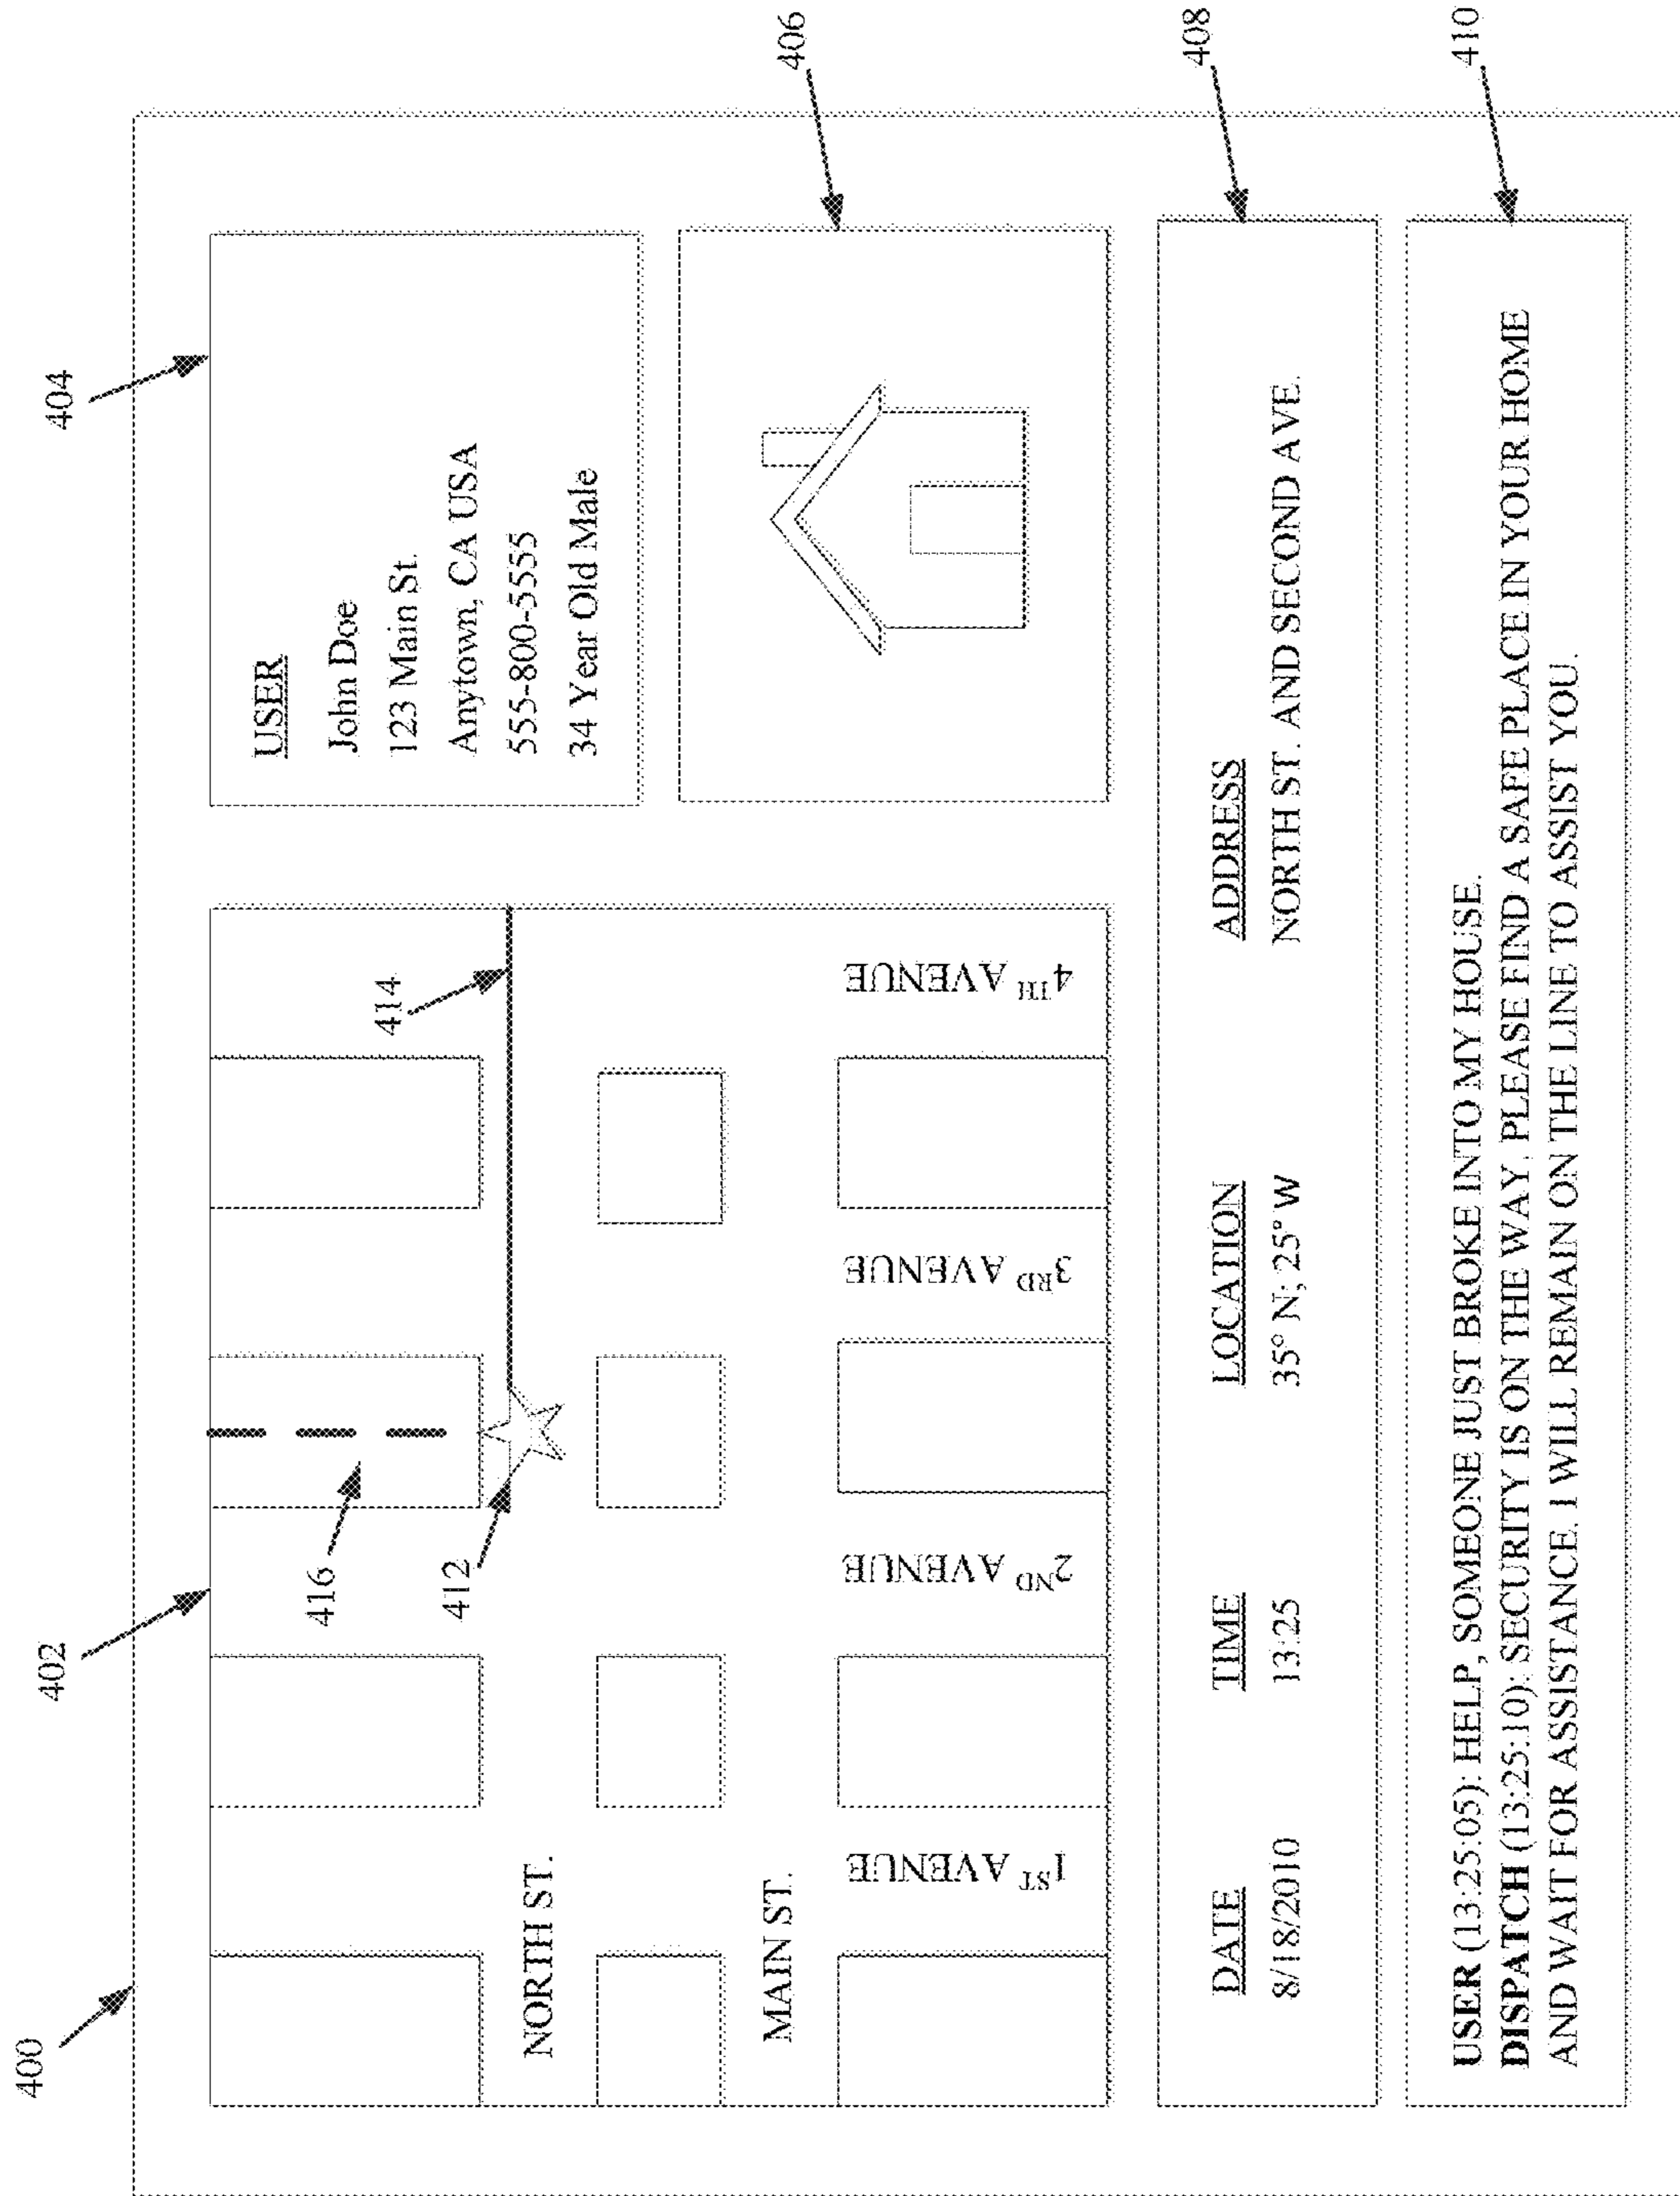 400
402
404
416
414
412
NORTH ST.
MAIN ST.
1ST AVENUE
2ND AVENUE
3RD AVENUE
4TH AVENUE
USER
John Doe
123 Main St.
Anytown, CA USA
555-800-5555
34 Year Old Male
406
DATE TIME LOCATION ADDRESS
8/18/2010 13:25 35° N; 25° W NORTH ST. AND SECOND AVE.
408
USER (13:25:05): HELP, SOMEONE JUST BROKE INTO MY HOUSE.
DISPATCH (13:25:10): SECURITY IS ON THE WAY. PLEASE FIND A SAFE PLACE IN YOUR HOME
AND WAIT FOR ASSISTANCE. I WILL REMAIN ON THE LINE TO ASSIST YOU.
410